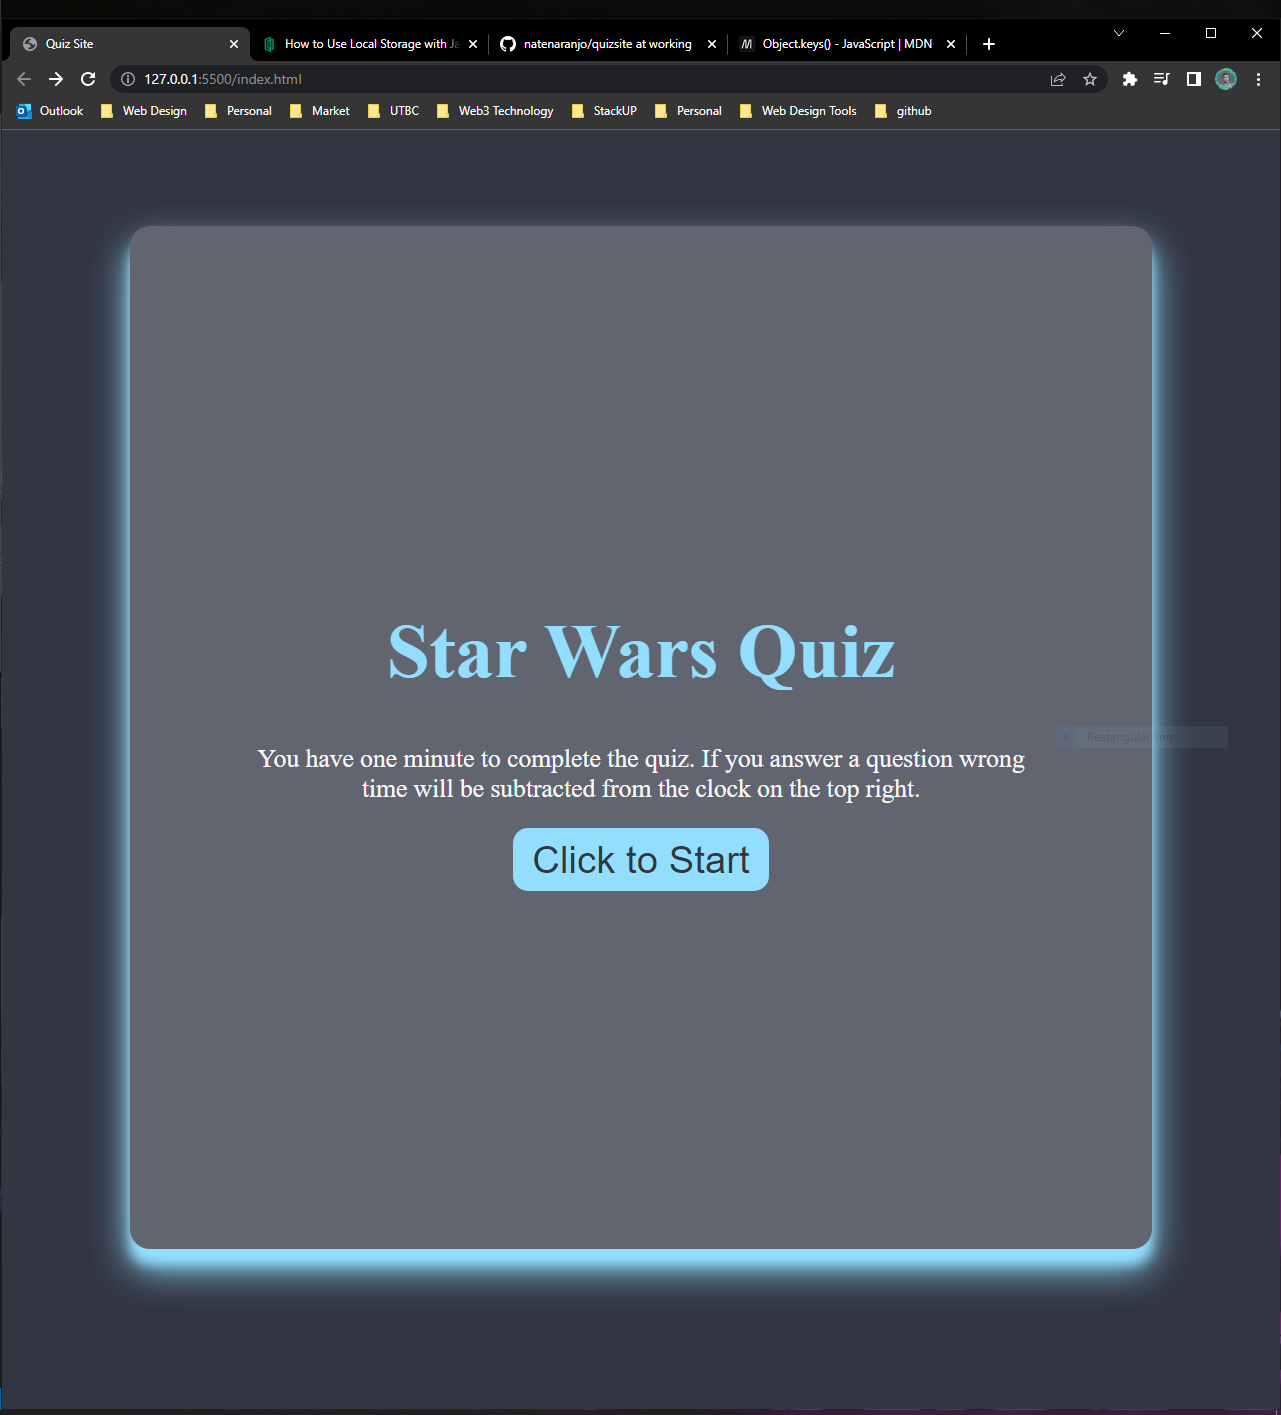 Quiz Site
How to Use Local Storage with Ja
natenaranjo/quizsite at working
Object.keys() - JavaScript | MDN
127.0.0.1:5500/index.html
Outlook Web Design Personal Market UTBC Web3 Technology StackUP Personal Web Design Tools github
Star Wars Quiz
Rectangular Snip
You have one minute to complete the quiz. If you answer a question wrong
time will be subtracted from the clock on the top right.
Click to Start